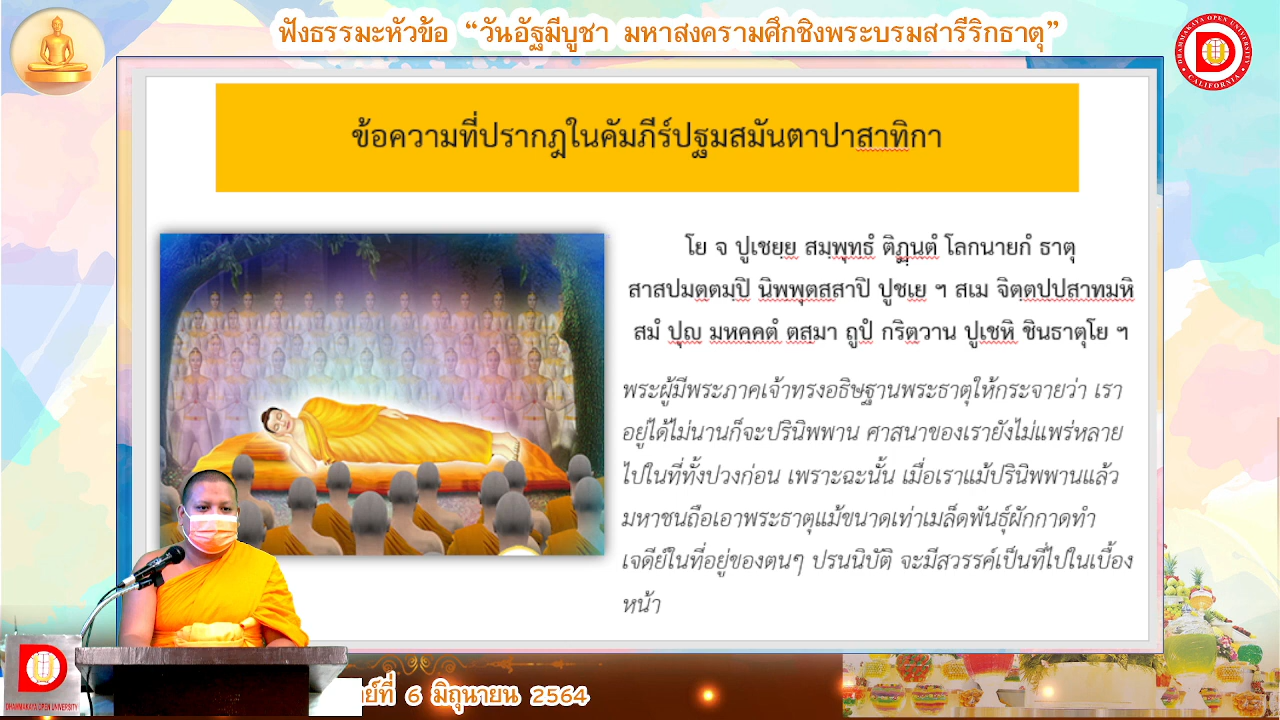 ฟังธรรมะหัวข้อ “วันอัฐมีบูชา มหาสงครามศึกชิงพระบรมสารีริกธาตุ”
DHAMMAKAYA OPEN UNIVERSITY
CALIFORNIA
ข้อความที่ปรากฎในคัมภีร์ปฐมสมันตาปาสาทิกา
โย จ ปูเชยฺย สมฺพุทฺธํ ติฏฺนฺตํ โลกนายกํ ธาตุ
สาสปมตฺตมฺปิ นิพฺพุตสฺสาปิ ปูชเย ฯ สเม จิตฺตปฺปสาทมหิ
สมํ ปุญ มหคฺคตํ ตสฺมา ถูปํ กริตฺวาน ปูเชหิ ชินธาตุโย ฯ
พระผู้มีพระภาคเจ้าทรงอธิษฐานพระธาตุให้กระจายว่า เรา
อยู่ได้ไม่นานก็จะปรินิพพาน ศาสนาของเรายังไม่แพร่หลาย
ไปในที่ทั้งปวงก่อน เพราะฉะนั้น เมื่อเราแม้ปรินิพพานแล้ว
มหาชนถือเอาพระธาตุแม้ขนาดเท่าเมล็ดพันธุ์ผักกาดทำ
เจดีย์ในที่อยู่ของตนๆ ปรนนิบัติ จะมีสวรรค์เป็นที่ไปในเบื้อง
หน้า
DHAMMAKAYA OPEN UNIVERSITY
ย์ที่ 6 มิถุนายน 2564